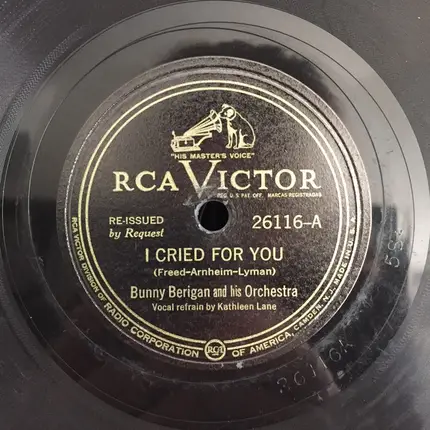 "HIS MASTER'S VOICE"
RCA VICTOR
REG. U.S. PAT. OFF. MARCAS REGISTRADAS
RE-ISSUED
by Request
26116-A
I CRIED FOR YOU
(Freed-Arnheim-Lyman)
Bunny Berigan and his Orchestra
Vocal refrain by Kathleen Lane
RCA VICTOR DIVISION OF RADIO CORPORATION RCA OF AMERICA, CAMDEN, N.J. MADE IN U.S.A.